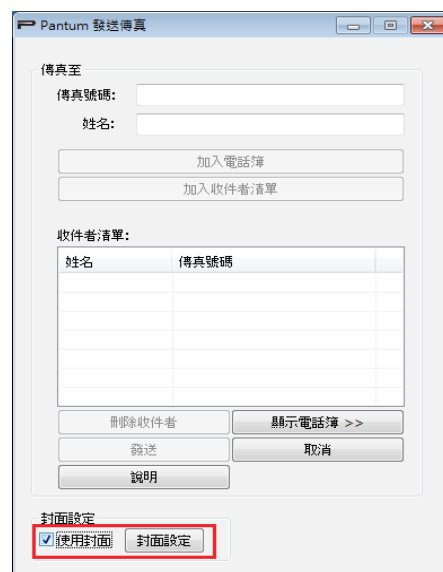 Pantum 發送傳真
傳真至
傳真號碼:
姓名:
加入電話簿
加入收件者清單
收件者清單:
姓名 傳真號碼
刪除收件者 顯示電話簿 >>
發送 取消
說明
封面設定
使用封面 封面設定